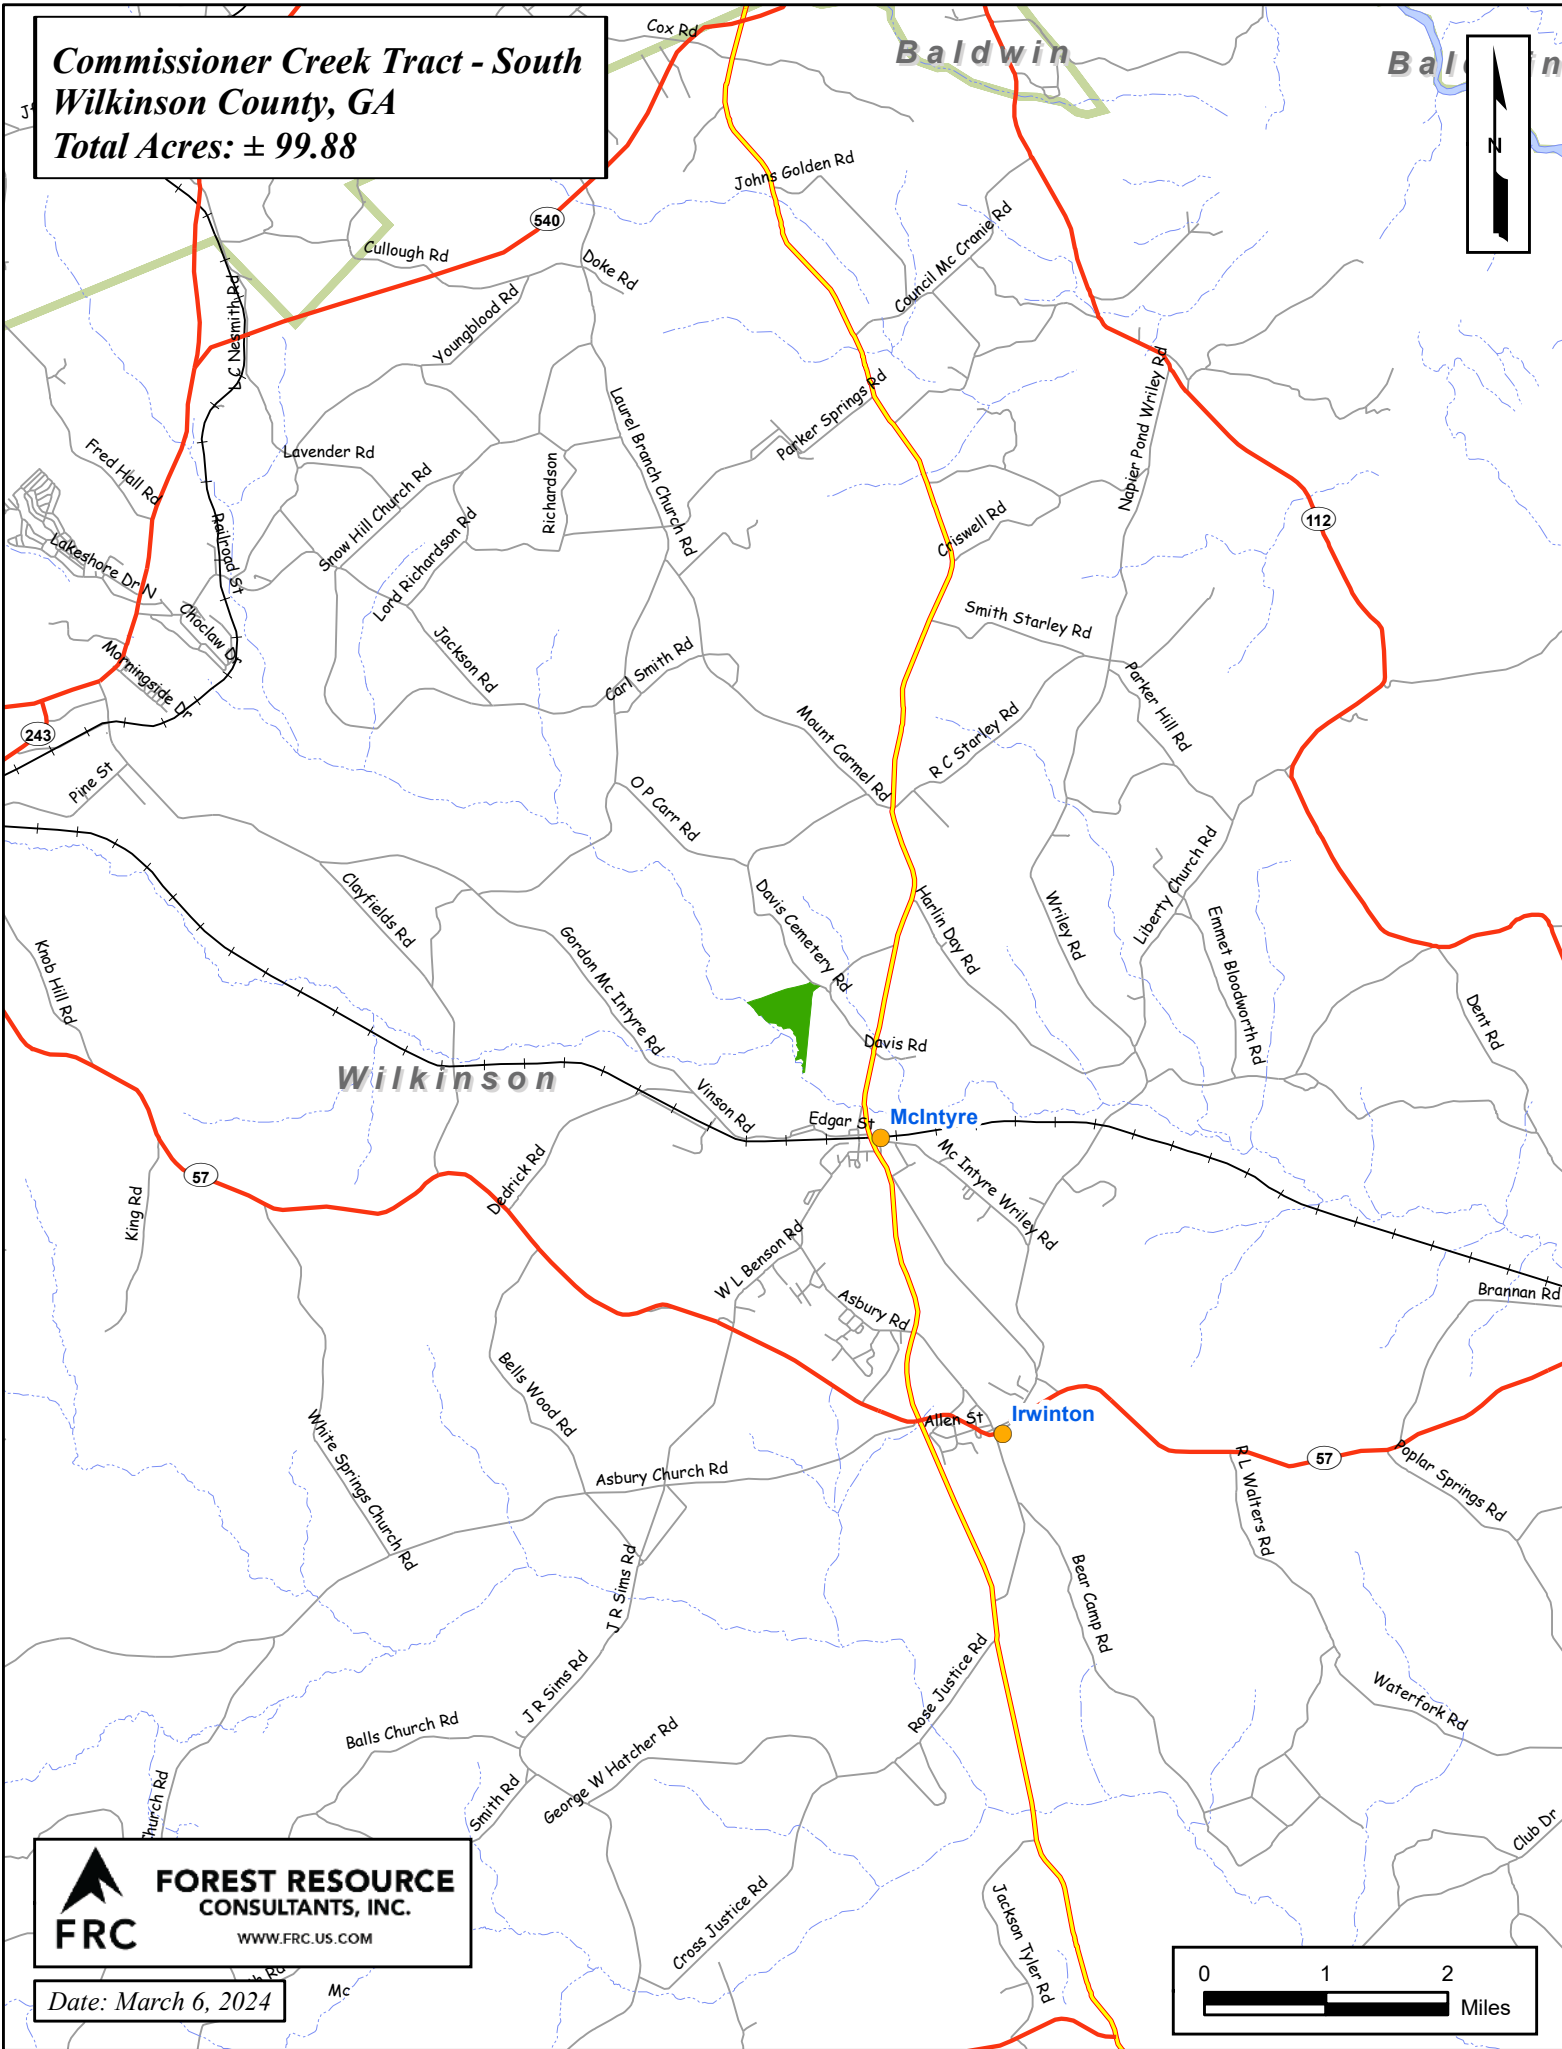 Commissioner Creek Tract - South
Wilkinson County, GA
Total Acres: ± 99.88
Cox Rd
Baldwin
N
Johns Golden Rd
540
Cullough Rd
Doke Rd
Council Mc Cranie Rd
L C Nesmith Rd
Youngblood Rd
Laurel Branch Church Rd
Parker Springs Rd
Napier Pond Wriley Rd
Fred Hall Rd
Lavender Rd
Snow Hill Church Rd
Richardson
Lord Richardson Rd
Railroad St
Criswell Rd
112
Lakeshore Dr N
Choclaw Dr
Smith Starley Rd
Morningside Dr
Jackson Rd
Carl Smith Rd
Parker Hill Rd
243
Mount Carmel Rd
R C Starley Rd
Pine St
O P Carr Rd
Liberty Church Rd
Clayfields Rd
Davis Cemetery Rd
Harlin Day Rd
Wriley Rd
Emmet Bloodworth Rd
Knob Hill Rd
Gordon Mc Intyre Rd
Dent Rd
Davis Rd
Wilkinson
Vinson Rd
Edgar St
McIntyre
57
Dedrick Rd
Mc Intyre Wriley Rd
King Rd
W L Benson Rd
Asbury Rd
Brannan Rd
Bells Wood Rd
Allen St
Irwinton
White Springs Church Rd
Asbury Church Rd
57
R L Walters Rd
Poplar Springs Rd
J R Sims Rd
Bear Camp Rd
J R Sims Rd
Rose Justice Rd
Waterfork Rd
Balls Church Rd
George W Hatcher Rd
Church Rd
Smith Rd
Club Dr
FRC
FOREST RESOURCE
CONSULTANTS, INC.
WWW.FRC.US.COM
Cross Justice Rd
Jackson Tyler Rd
Mc
Date: March 6, 2024
0 1 2
Miles